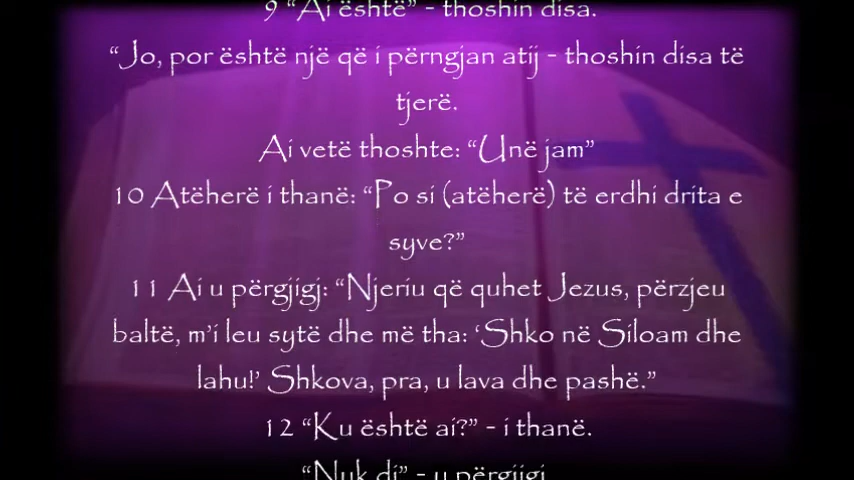 9 “Ai është” - thoshin disa.
“Jo, por është një që i përngjan atij - thoshin disa të
tjerë.
Ai vetë thoshte: “Unë jam”
10 Atëherë i thanë: “Po si (atëherë) të erdhi drita e
syve?”
11 Ai u përgjigj: “Njeriu që quhet Jezus, përzjeu
baltë, m’i leu sytë dhe më tha: ‘Shko në Siloam dhe
lahu!’ Shkova, pra, u lava dhe pashë.”
12 “Ku është ai?” - i thanë.
“Nuk di” - u përgjigj.